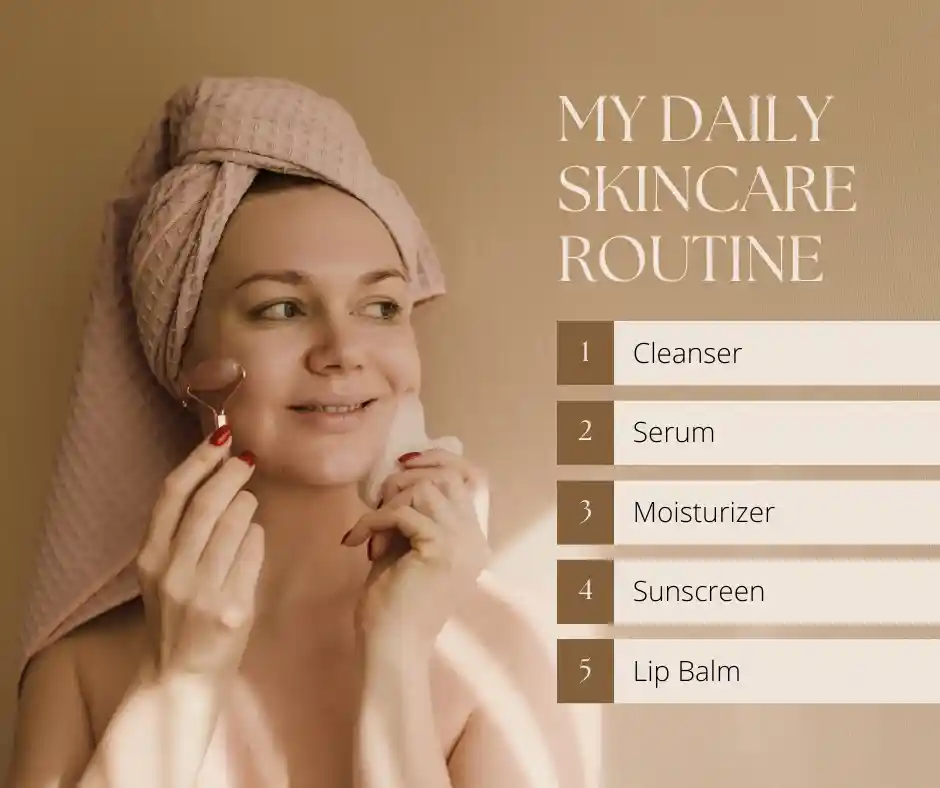 MY DAILY
SKINCARE
ROUTINE
1 Cleanser
2 Serum
3 Moisturizer
4 Sunscreen
5 Lip Balm